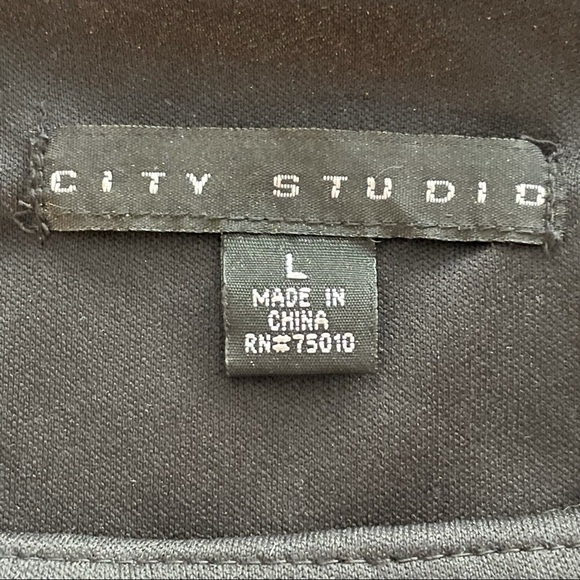 CITY STUDIO
L
MADE IN
CHINA
RN#75010